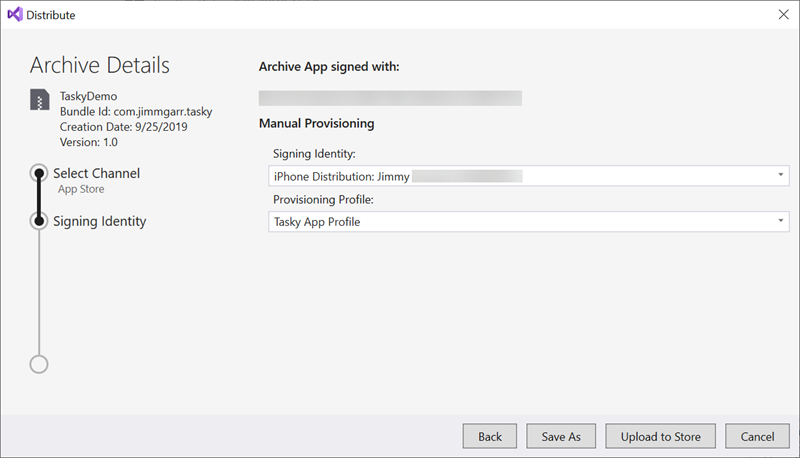 Distribute
Archive Details
TaskyDemo
Bundle Id: com.jimmgarr.tasky
Creation Date: 9/25/2019
Version: 1.0
Select Channel
App Store
Signing Identity
Archive App signed with:
Manual Provisioning
Signing Identity:
iPhone Distribution: Jimmy
Provisioning Profile:
Tasky App Profile
Back
Save As
Upload to Store
Cancel